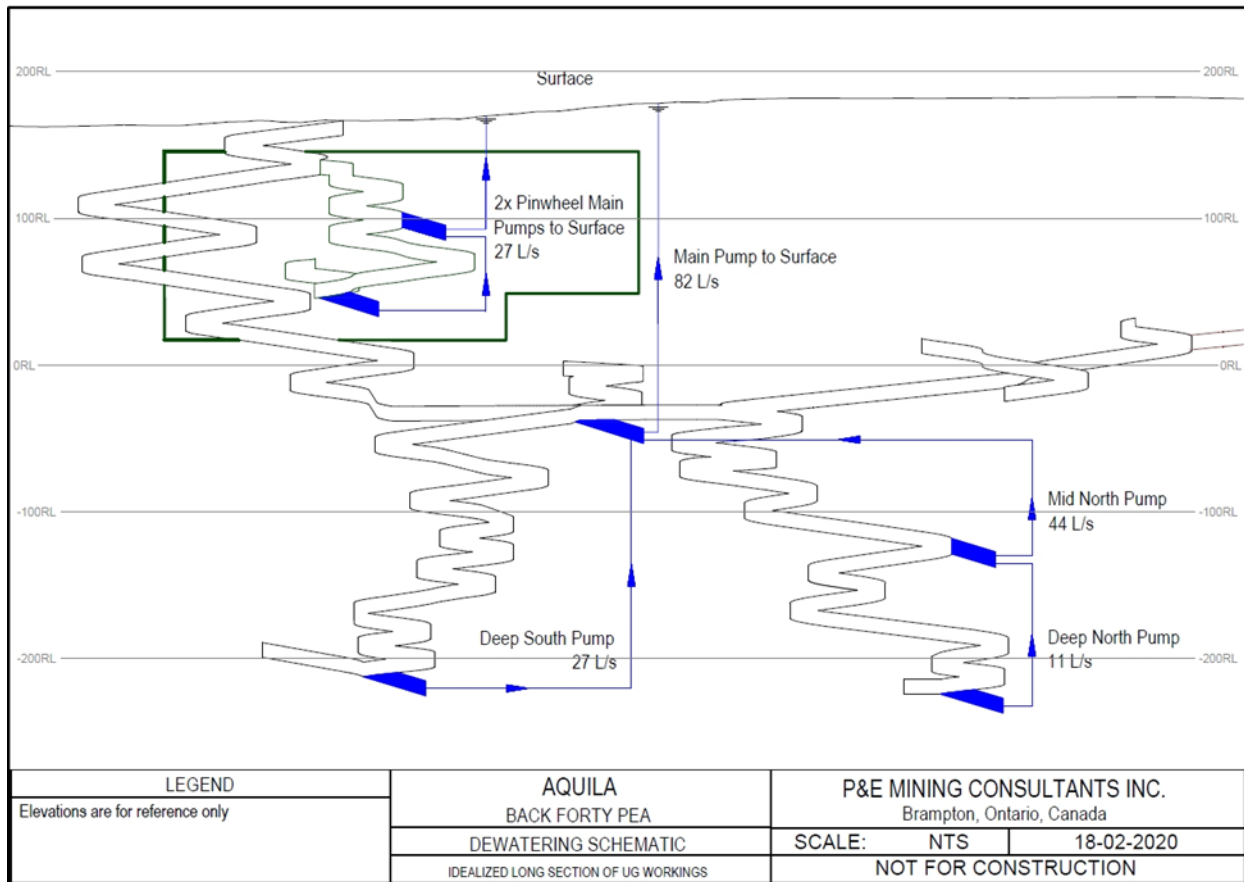 200RL
200RL
Surface
2x Pinwheel Main
Pumps to Surface
27 L/s
100RL
100RL
Main Pump to Surface
82 L/s
0RL
0RL
-100RL
-100RL
Mid North Pump
44 L/s
Deep South Pump
27 L/s
Deep North Pump
11 L/s
-200RL
-200RL
LEGEND
Elevations are for reference only
AQUILA
BACK FORTY PEA
DEWATERING SCHEMATIC
IDEALIZED LONG SECTION OF UG WORKINGS
P&E MINING CONSULTANTS INC.
Brampton, Ontario, Canada
SCALE: NTS 18-02-2020
NOT FOR CONSTRUCTION